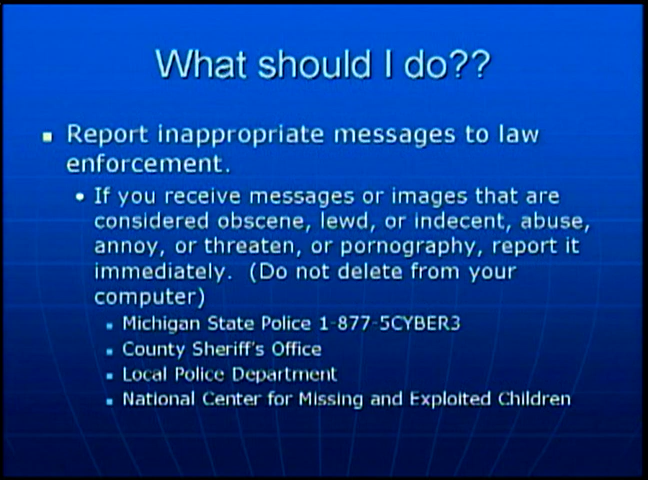 What should I do??
Report inappropriate messages to law
enforcement.
If you receive messages or images that are
considered obscene, lewd, or indecent, abuse,
annoy, or threaten, or pornography, report it
immediately.  (Do not delete from your
computer)
Michigan State Police 1-877-5CYBER3
County Sheriff's Office
Local Police Department
National Center for Missing and Exploited Children